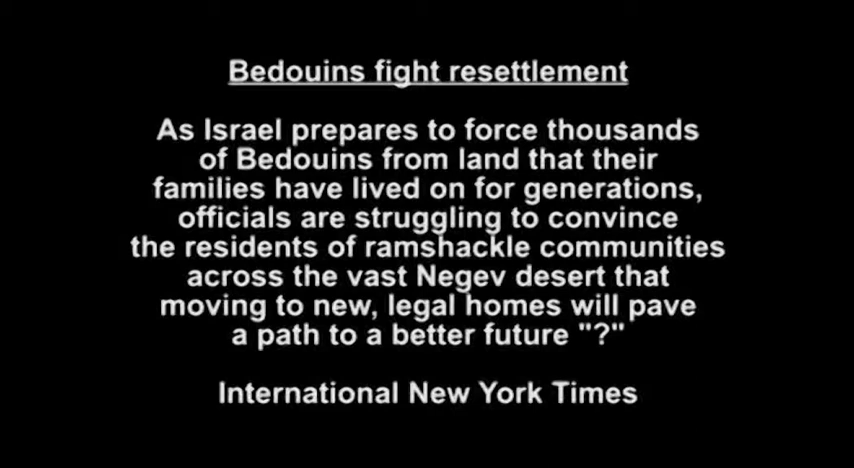 Bedouins fight resettlement
As Israel prepares to force thousands
of Bedouins from land that their
families have lived on for generations,
officials are struggling to convince
the residents of ramshackle communities
across the vast Negev desert that
moving to new, legal homes will pave
a path to a better future "?"
International New York Times